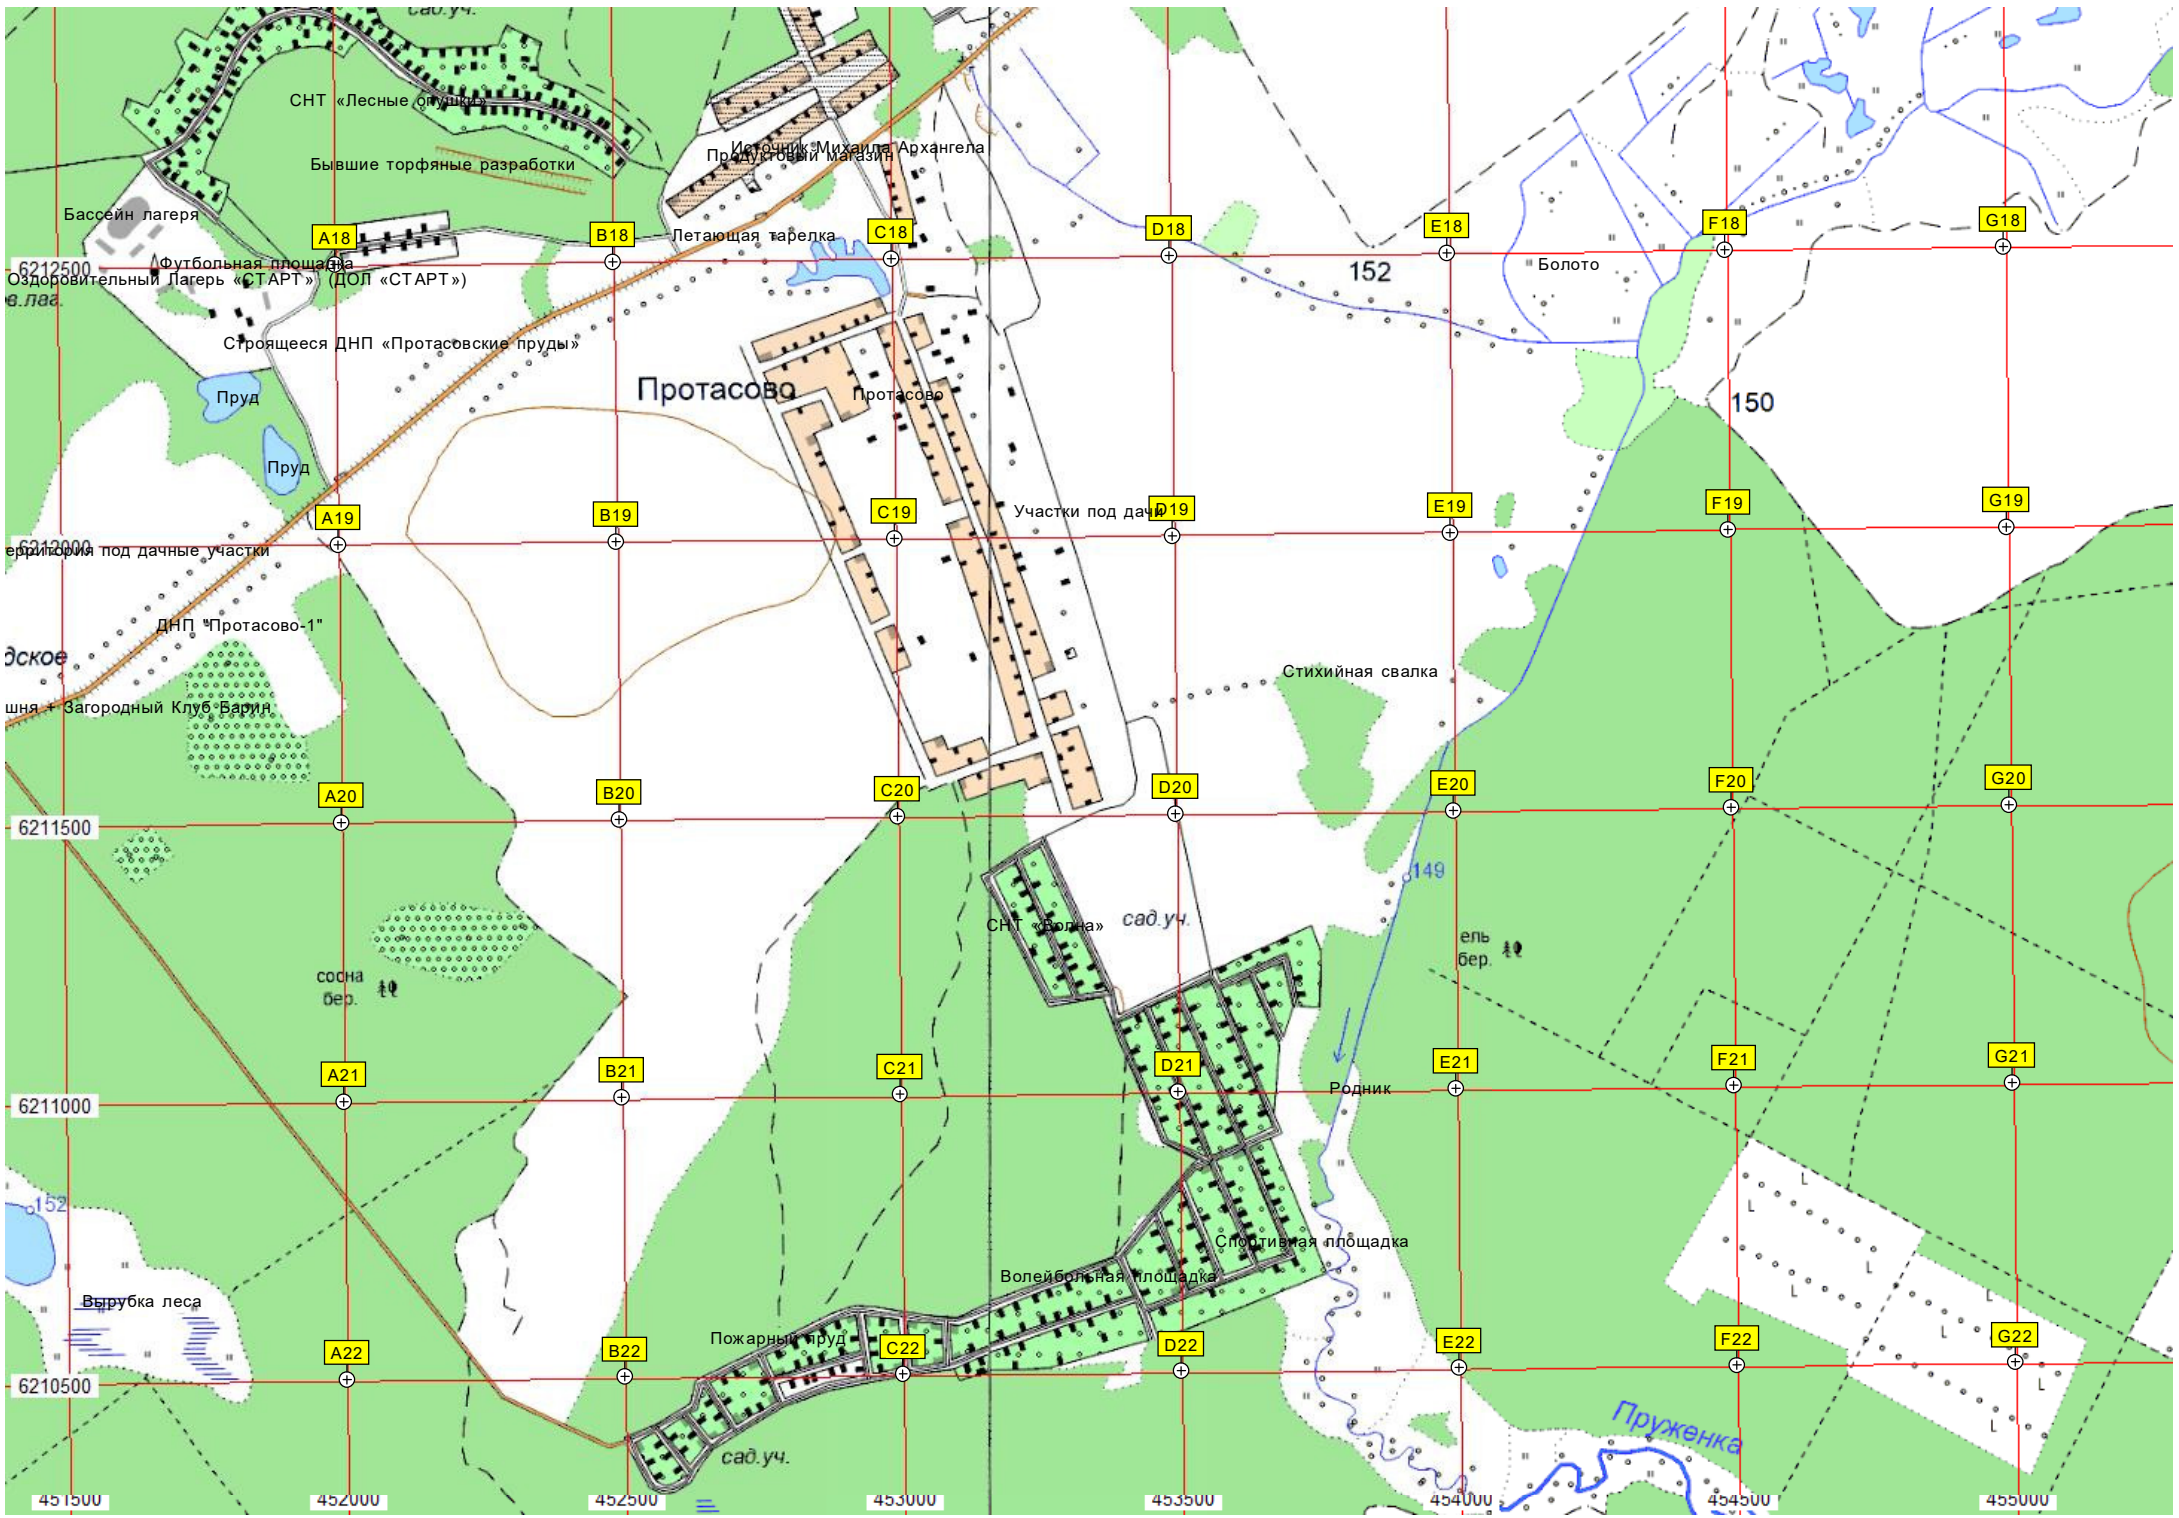 сад.уч.
СНТ «Лесные опушки»
Источник Михаила Архангела
Продуктовый магазин
Бывшие торфяные разработки
Бассейн лагеря
A18
B18
Летающая тарелка
C18
D18
E18
F18
G18
6212500
Футбольная площадка
152
Болото
Оздоровительный Лагерь «СТАРТ» (ДОЛ «СТАРТ»)
в.лаг.
Строящееся ДНП «Протасовские пруды»
Пруд
Протасово
Протасово
150
Пруд
A19
B19
C19
Участки под дачи
D19
E19
F19
G19
6212000
ерритория под дачные участки
ДНП "Протасово-1"
дское
Стихийная свалка
шня + Загородный Клуб Барин
A20
B20
C20
D20
E20
F20
G20
6211500
149
СНТ «Волна»
сад.уч.
ель
бер.
сосна
бер.
A21
B21
C21
D21
E21
F21
G21
6211000
Родник
152
L
L
Спортивная площадка
Волейбольная площадка
L
L
L
Вырубка леса
Пожарный пруд
A22
B22
C22
D22
E22
F22
L
G22
6210500
L
L
Пруженка
сад.уч.
451500
452000
452500
453000
453500
454000
454500
455000